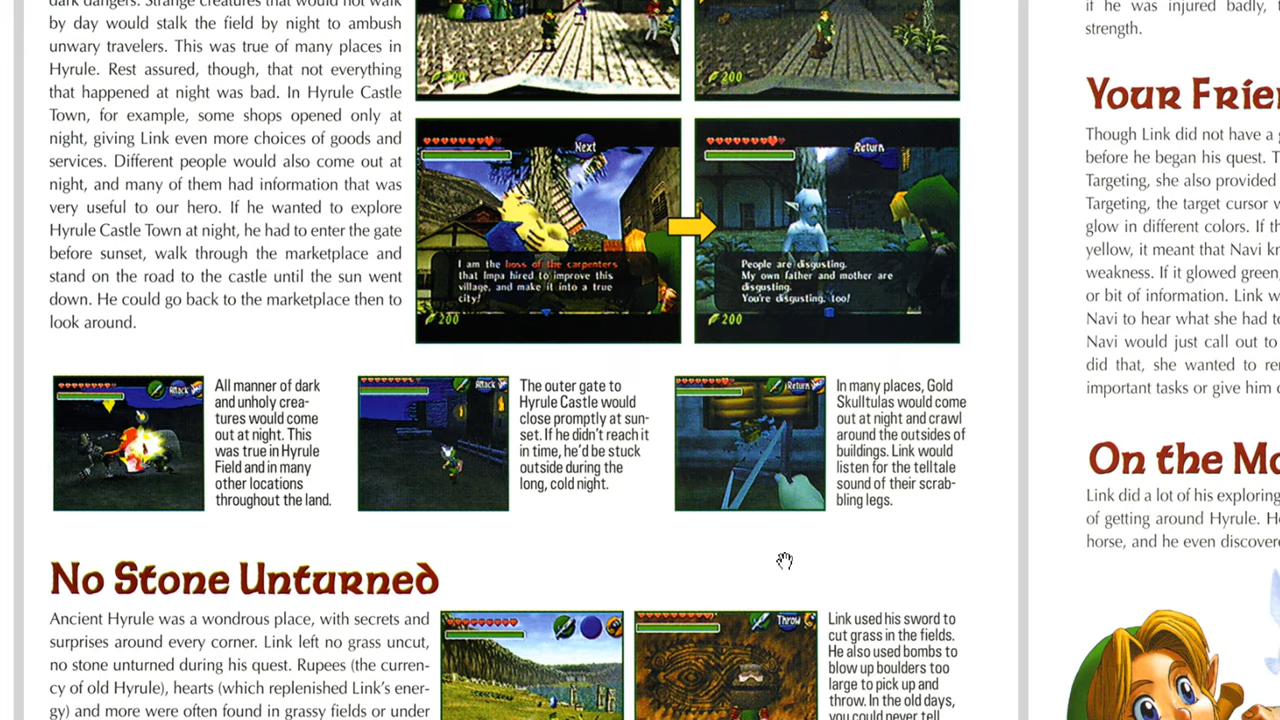 dark dangers. Strange creatures that would not walk
by day would stalk the field by night to ambush
unwary travelers. This was true of many places in
Hyrule. Rest assured, though, that not everything
that happened at night was bad. In Hyrule Castle
Town, for example, some shops opened only at
night, giving Link even more choices of goods and
services. Different people would also come out at
night, and many of them had information that was
very useful to our hero. If he wanted to explore
Hyrule Castle Town at night, he had to enter the gate
before sunset, walk through the marketplace and
stay on the road to the castle until the sun went
down. He could go back to the marketplace then to
look around.
200
200
Next
I am the boss of the carpenters
that Impa hired to improve this
village, and make it into a true
city!
200
Return
People are disgusting.
My own father and mother are
disgusting.
You're disgusting, too!
200
Attack
All manner of dark
and unholy crea-
tures would come
out at night. This
was true in Hyrule
Field and in many
other locations
throughout the land.
Attack
The outer gate to
Hyrule Castle would
close promptly at sun-
set. If he didn't reach it
in time, he'd be stuck
outside during the
long, cold night.
Return
In many places, Gold
Skulltulas would come
out at night and crawl
around the outsides of
buildings. Link would
listen for the telltale
sound of their scrab-
bling legs.
No Stone Unturned
Ancient Hyrule was a wondrous place, with secrets and
surprises around every corner. Link left no grass uncut,
no stone unturned during his quest. Rupees (the curren-
cy of old Hyrule), hearts (which replenished Link's ener-
gy) and more were often found in grassy fields or under
Throw
Link used his sword to
cut grass in the fields.
He also used bombs to
blow up boulders too
large to pick up and
throw. In the old days,
you could never tell
if he was injured badly,
strength.
Your Frie
Though Link did not have a
before he began his quest.
Targeting, she also provided
Targeting, the target cursor
glow in different colors. If
yellow, it meant that Navi
weakness. If it glowed green
or bit of information. Link
Navi to hear what she had
Navi would just call out to
did that, she wanted to
important tasks or give him
On the Mo
Link did a lot of his exploring
of getting around Hyrule.
horse, and he even discovere